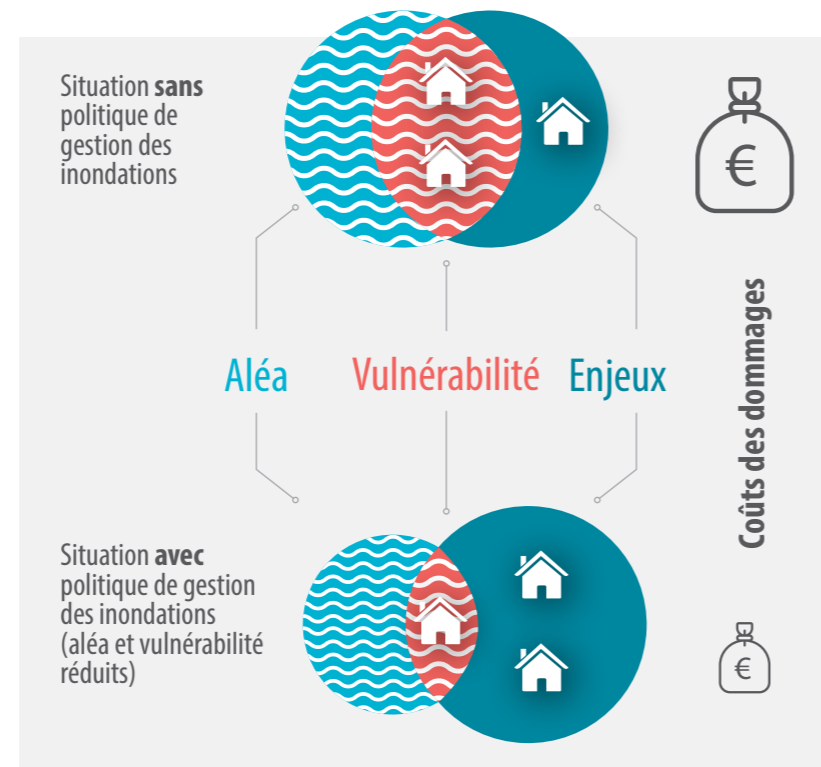 Situation sans
politique de
gestion des
inondations
€
Aléa
Vulnérabilité
Enjeux
Coûts des dommages
Situation avec
politique de gestion
des inondations
(aléa et vulnérabilité
réduits)
€